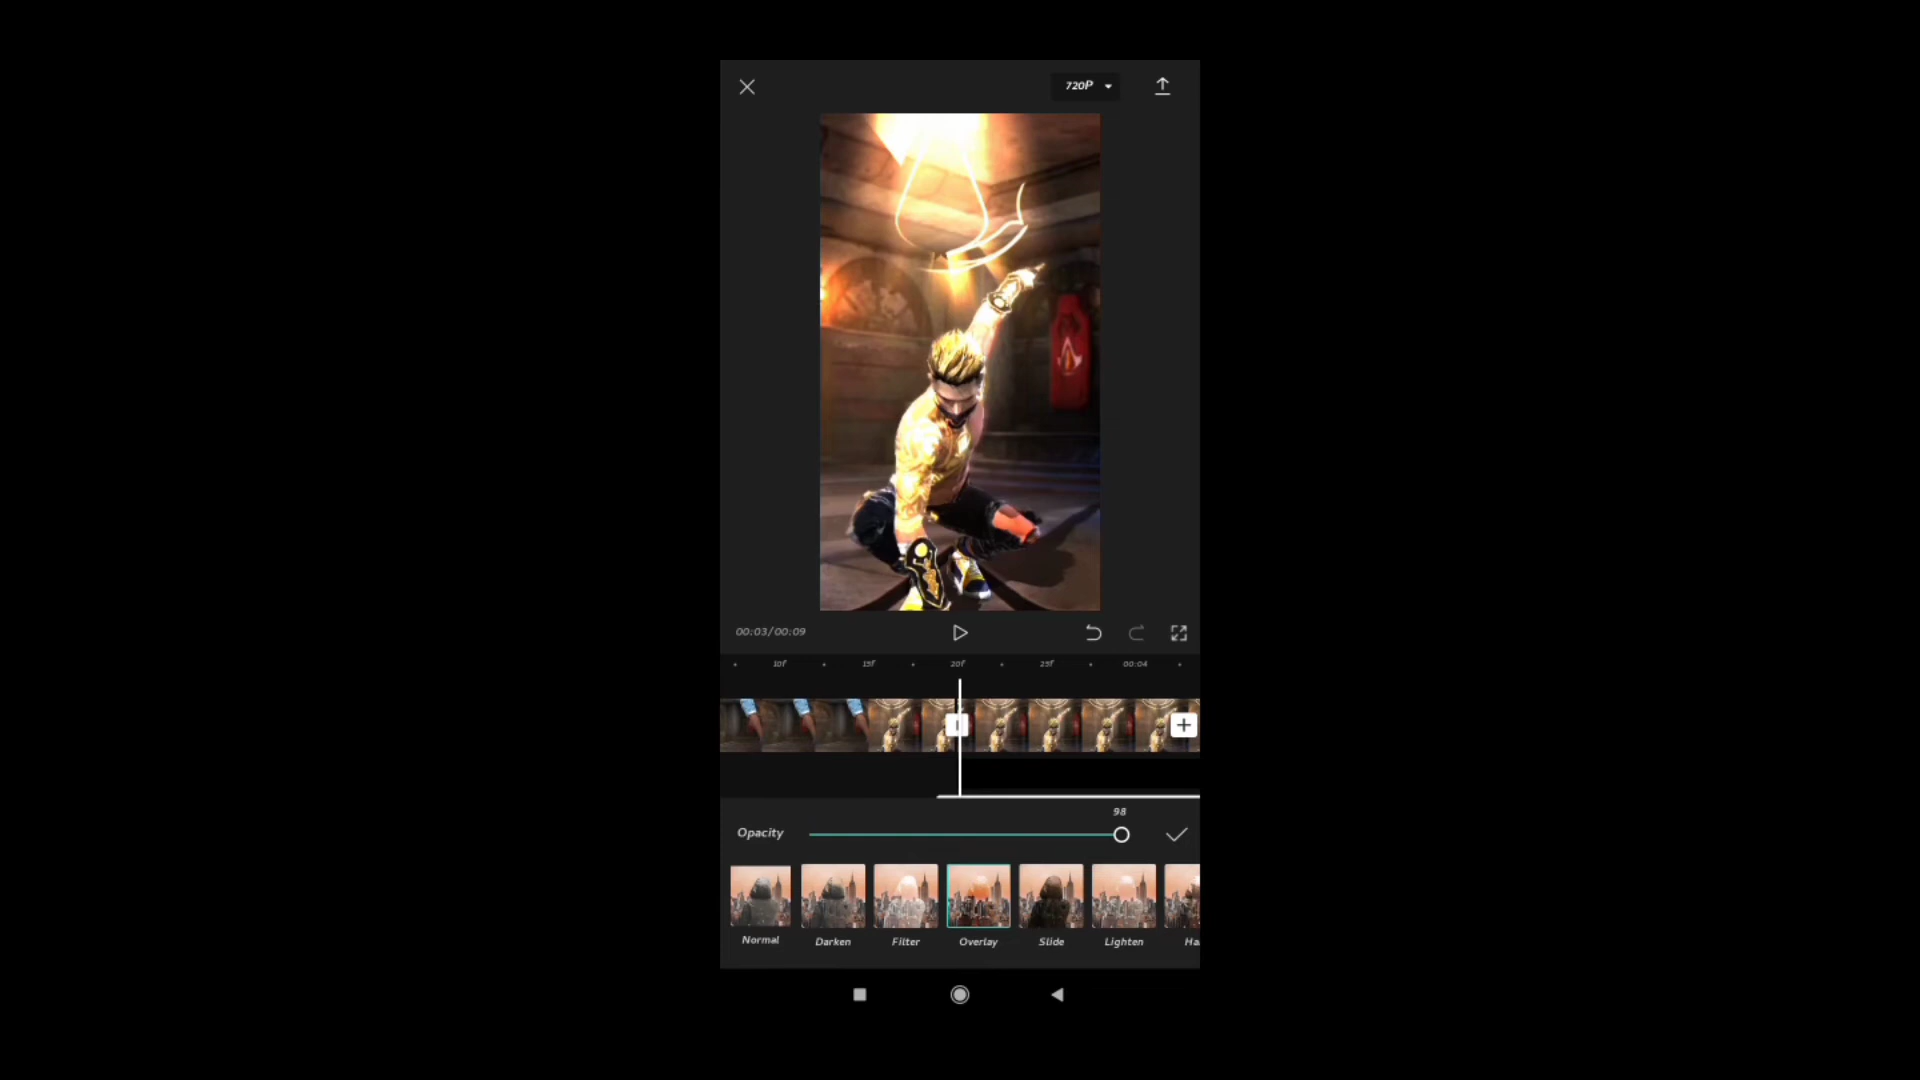 720P
00:03/00:09
10f 15f 20f 25f 00:04
98
Opacity
Normal Darken Filter Overlay Slide Lighten Ha